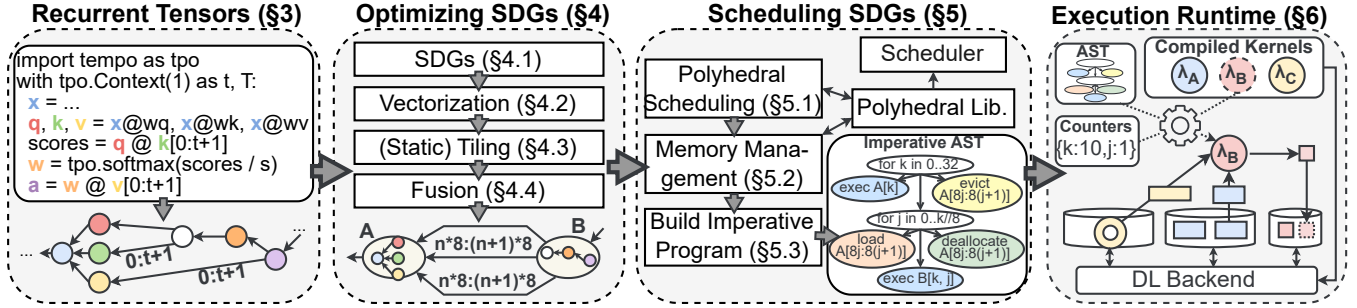 Recurrent Tensors (§3)
import tempo as tpo
with tpo.Context(1) as t, T:
x = ...
q, k, v = x@wq, x@wk, x@wv
scores = q @ k[0:t+1]
w = tpo.softmax(scores / s)
a = w @ v[0:t+1]
...
0:t+1
0:t+1
...
Optimizing SDGs (§4)
SDGs (§4.1)
Vectorization (§4.2)
(Static) Tiling
(§4.3)
Fusion (§4.4)
A
B
n*8:(n+1)*8
n*8:(n+1)*8
...
Scheduling SDGs (§5)
Polyhedral
Scheduling (§5.1)
Memory Mana-
gement (§5.2)
Build Imperative
Program (§5.3)
Scheduler
Polyhedral Lib.
Imperative AST
for k in 0..32
exec A[k]
evict
A[8j:8(j+1)]
for j in 0..k//8
load
A[8j:8(j+1)]
deallocate
A[8j:8(j+1)]
exec B[k, j]
Execution Runtime (§6)
AST
Compiled Kernels
λA
λB
λC
Counters
{k:10,j:1}
λB
DL Backend